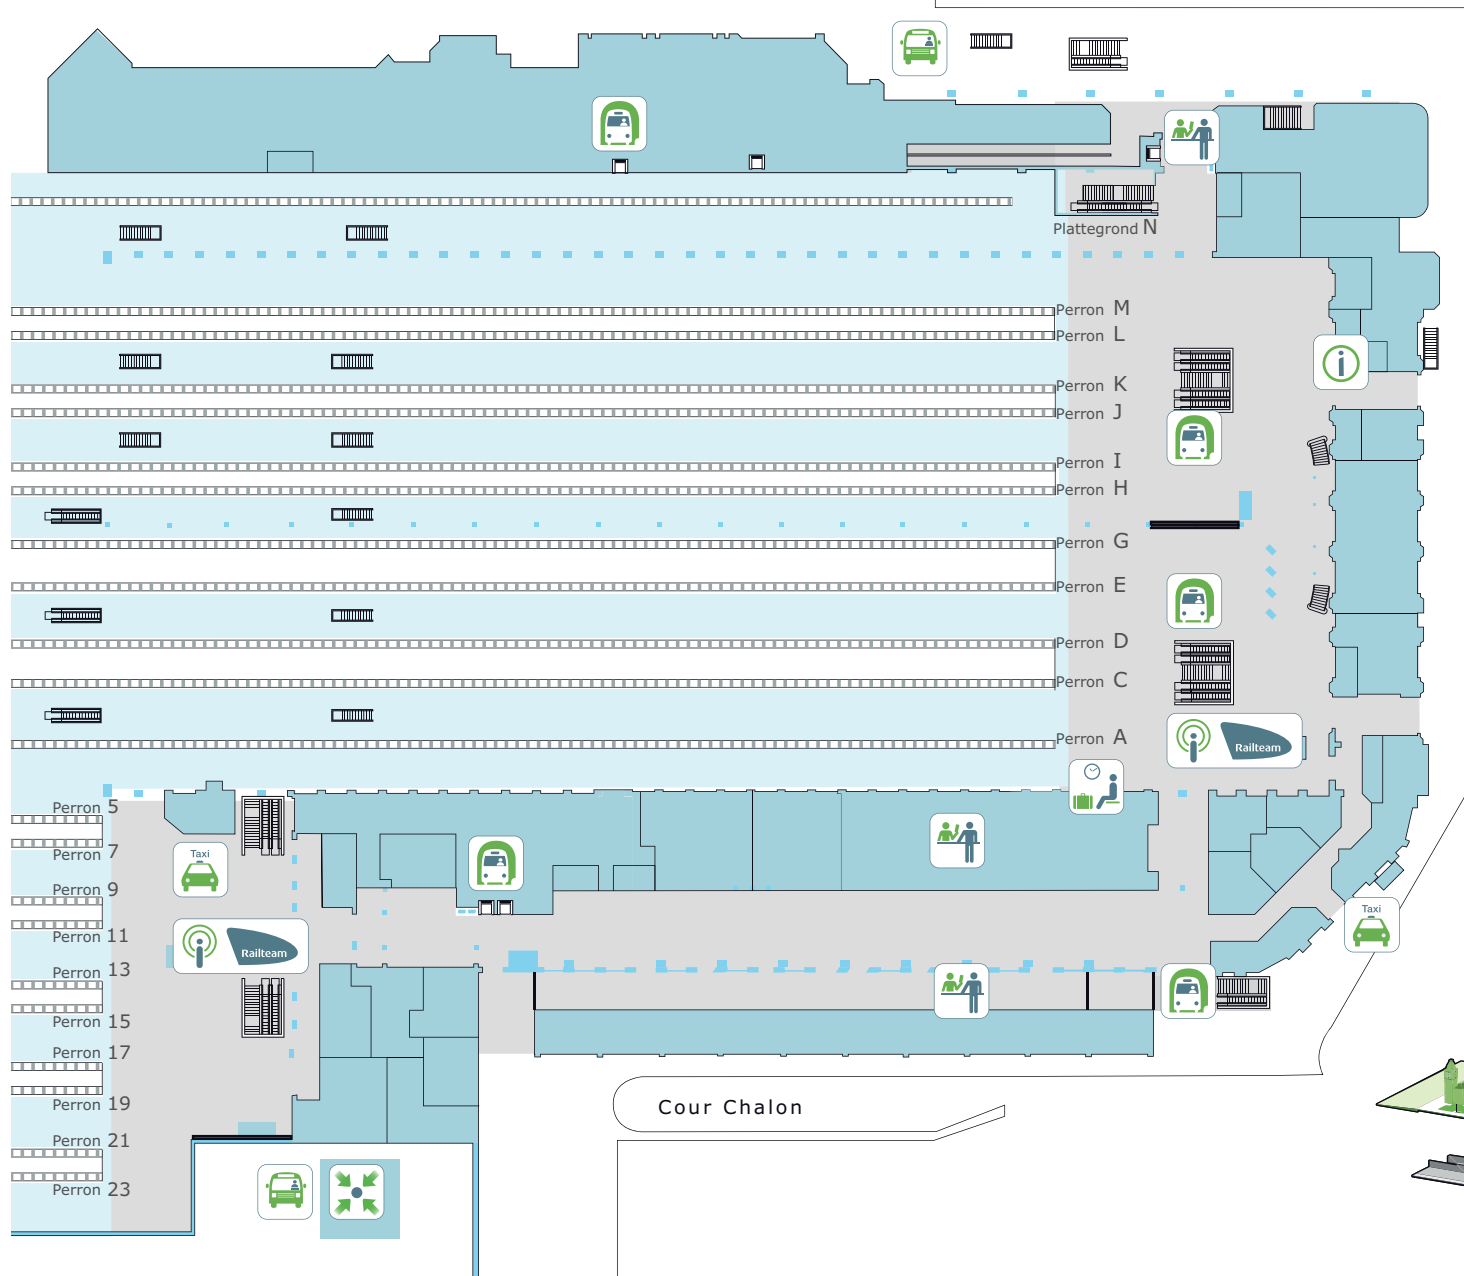 Plattegrond N
Perron M
Perron L
Perron K
Perron J
Perron I
Perron H
Perron G
Perron E
Perron D
Perron C
Perron A
Railteam
Perron 5
Perron 7
Taxi
Perron 9
Perron 11
Railteam
Perron 13
Perron 15
Perron 17
Perron 19
Perron 21
Perron 23
Taxi
Cour Chalon